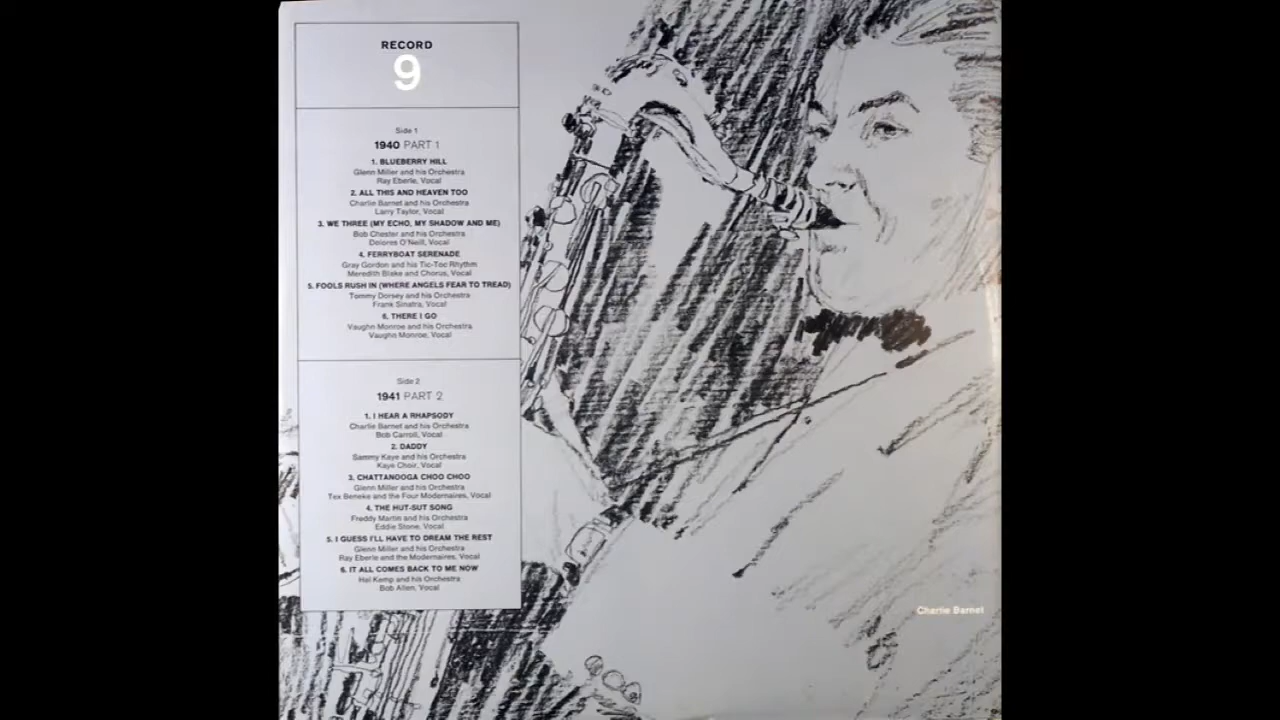 RECORD
9
Side 1
1940 PART 1
1. BLUEBERRY HILL
Glenn Miller and his Orchestra
Ray Eberle, Vocal
2. ALL THIS AND HEAVEN TOO
Charlie Barnet and his Orchestra
Larry Taylor, Vocal
3. WE THREE (MY ECHO, MY SHADOW AND ME)
Bob Chester and his Orchestra
Dolores O'Neill, Vocal
4. FERRYBOAT SERENADE
Gray Gordon and his Tic-Toc Rhythm
Meredith Blake and Chorus, Vocal
5. FOOLS RUSH IN (WHERE ANGELS FEAR TO TREAD)
Tommy Dorsey and his Orchestra
Frank Sinatra, Vocal
6. THERE I GO
Vaughn Monroe and his Orchestra
Vaughn Monroe, Vocal
Side 2
1941 PART 2
1. I HEAR A RHAPSODY
Charlie Barnet and his Orchestra
Bob Carroll, Vocal
2. DADDY
Sammy Kaye and his Orchestra
Kaye Choir, Vocal
3. CHATTANOOGA CHOO CHOO
Glenn Miller and his Orchestra
Tex Beneke and the Four Modernaires, Vocal
4. THE HUT-SUT SONG
Freddy Martin and his Orchestra
Eddie Stone, Vocal
5. I GUESS I'LL HAVE TO DREAM THE REST
Glenn Miller and his Orchestra
Ray Eberle and the Modernaires, Vocal
6. IT ALL COMES BACK TO ME NOW
Hal Kemp and his Orchestra
Bob Allen, Vocal
Charlie Barnet